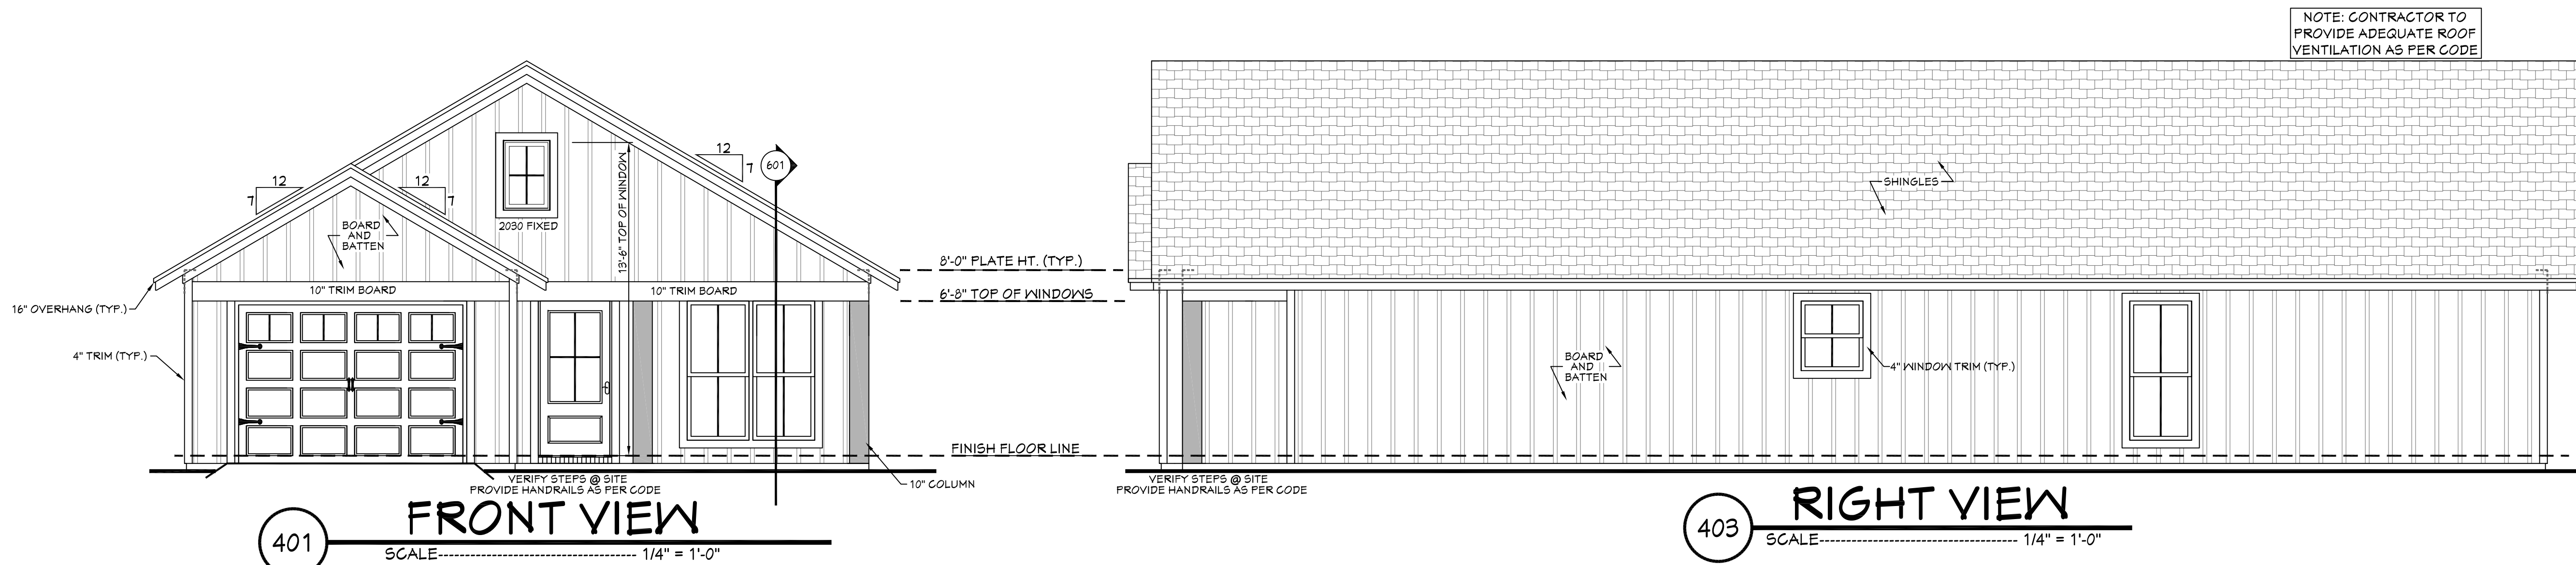 NOTE: CONTRACTOR TO
PROVIDE ADEQUATE ROOF
VENTILATION AS PER CODE
12
7
601
12
7
12
7
BOARD
AND
BATTEN
2030 FIXED
13'-6" TOP OF WINDOW
SHINGLES
8'-0" PLATE HT. (TYP.)
6'-8" TOP OF WINDOWS
10" TRIM BOARD
10" TRIM BOARD
16" OVERHANG (TYP.)
4" TRIM (TYP.)
BOARD
AND
BATTEN
4" WINDOW TRIM (TYP.)
FINISH FLOOR LINE
VERIFY STEPS @ SITE
PROVIDE HANDRAILS AS PER CODE
10" COLUMN
VERIFY STEPS @ SITE
PROVIDE HANDRAILS AS PER CODE
401
FRONT VIEW
SCALE------------------------------------ 1/4" = 1'-0"
403
RIGHT VIEW
SCALE------------------------------------ 1/4" = 1'-0"